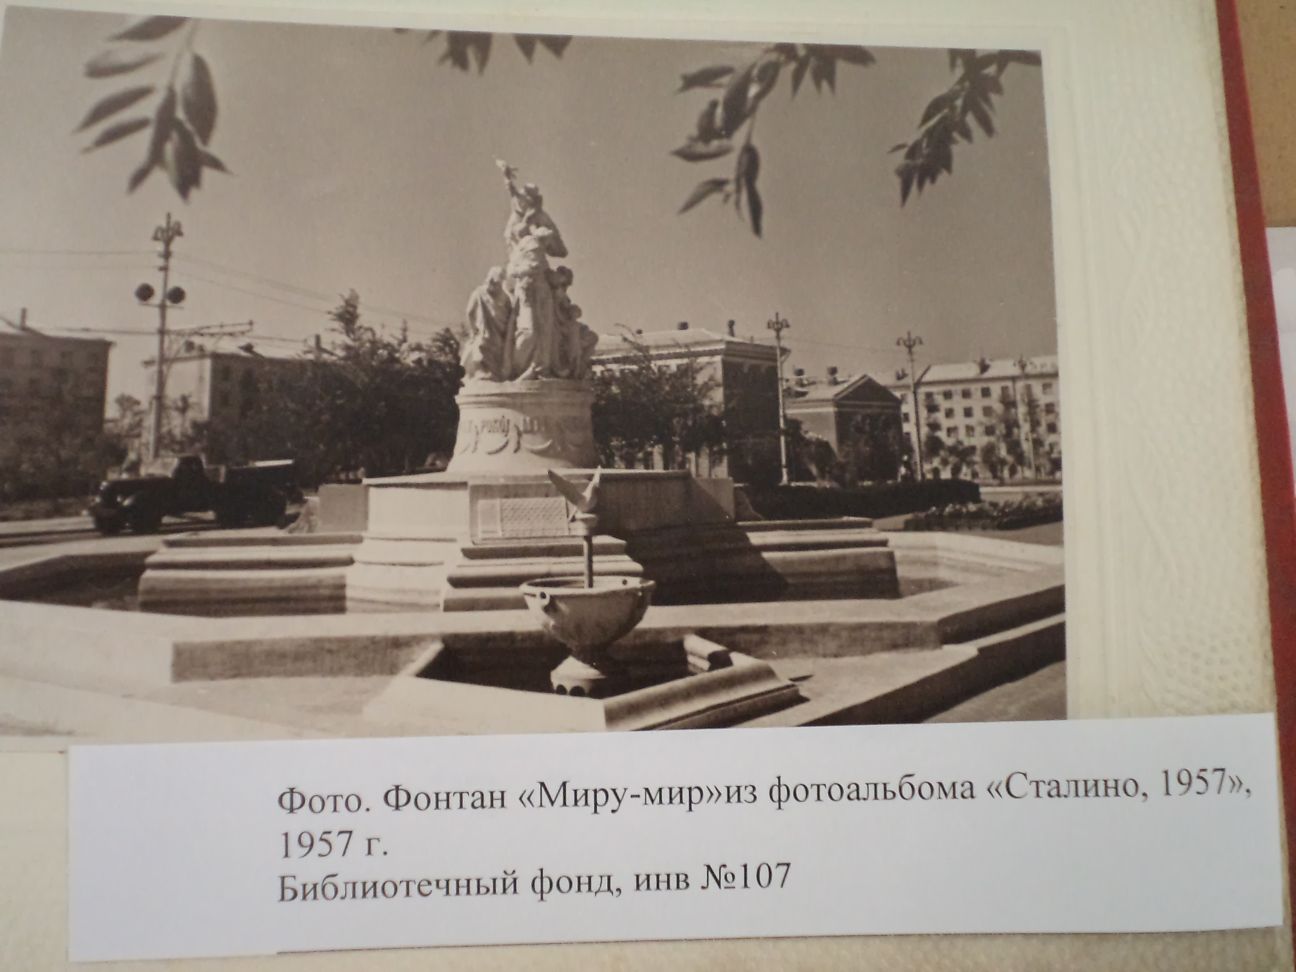 Фото. Фонтан «Миру-мир»из фотоальбома «Сталино, 1957»,
1957 г.
Библиотечный фонд, инв №107